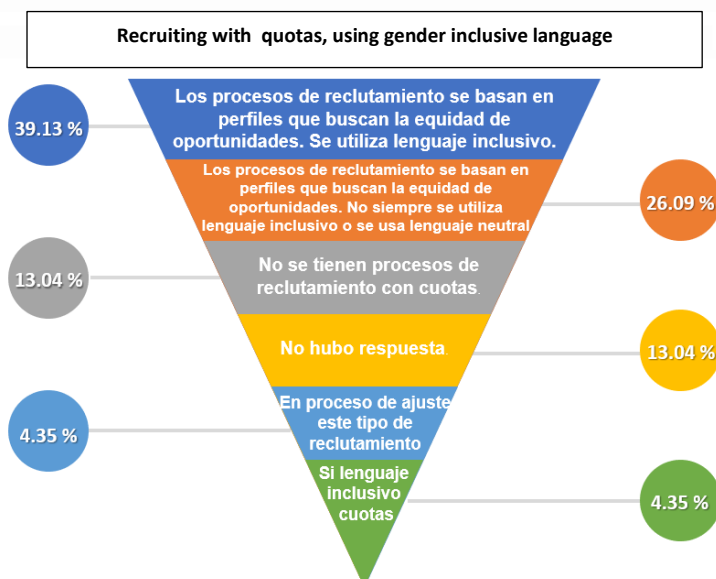 Recruiting with quotas, using gender inclusive language
39.13 %
Los procesos de reclutamiento se basan en
perfiles que buscan la equidad de
oportunidades. Se utiliza lenguaje inclusivo.
Los procesos de reclutamiento se basan en
perfiles que buscan la equidad de
oportunidades. No siempre se utiliza
lenguaje inclusivo o se usa lenguaje neutral
26.09 %
13.04 %
No se tienen procesos de
reclutamiento con cuotas.
No hubo respuesta.
13.04 %
4.35 %
En proceso de ajuste
este tipo de
reclutamiento
Si lenguaje
inclusivo
cuotas
4.35 %